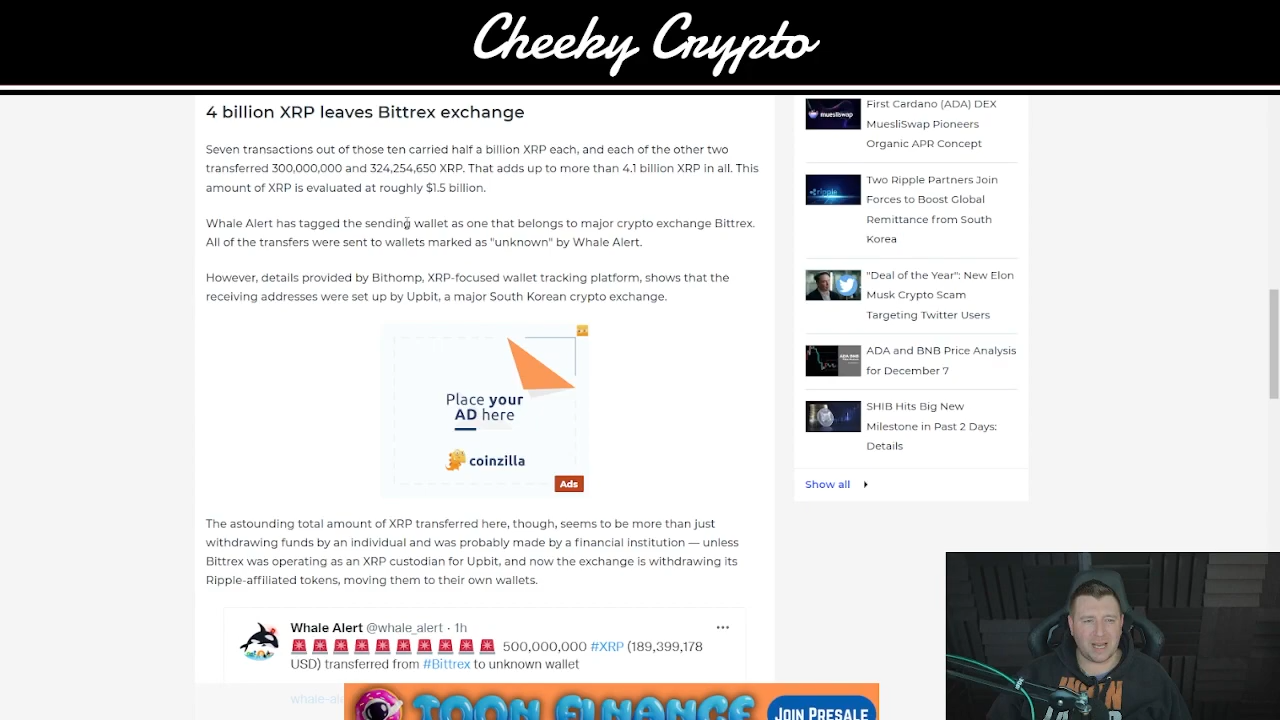 Cheeky Crypto
4 billion XRP leaves Bittrex exchange
Seven transactions out of those ten carried half a billion XRP each, and each of the other two
transferred 300,000,000 and 324,254,650 XRP. That adds up to more than 4.1 billion XRP in all. This
amount of XRP is evaluated at roughly $1.5 billion.
Whale Alert has tagged the sending wallet as one that belongs to major crypto exchange Bittrex.
All of the transfers were sent to wallets marked as "unknown" by Whale Alert.
However, details provided by Bithomp, XRP-focused wallet tracking platform, shows that the
receiving addresses were set up by Upbit, a major South Korean crypto exchange.
Place your
AD here
coinzilla
Ads
The astounding total amount of XRP transferred here, though, seems to be more than just
withdrawing funds by an individual and was probably made by a financial institution — unless
Bittrex was operating as an XRP custodian for Upbit, and now the exchange is withdrawing its
Ripple-affiliated tokens, moving them to their own wallets.
Whale Alert @whale_alert · 1h
500,000,000 #XRP (189,399,178
USD) transferred from #Bittrex to unknown wallet
whale-al
TOON FINANCE
JOIN PRESALE
First Cardano (ADA) DEX
MuesliSwap Pioneers
Organic APR Concept
muesliswap
Two Ripple Partners Join
Forces to Boost Global
Remittance from South
Korea
ripple
"Deal of the Year": New Elon
Musk Crypto Scam
Targeting Twitter Users
ADA and BNB Price Analysis
for December 7
SHIB Hits Big New
Milestone in Past 2 Days:
Details
Show all